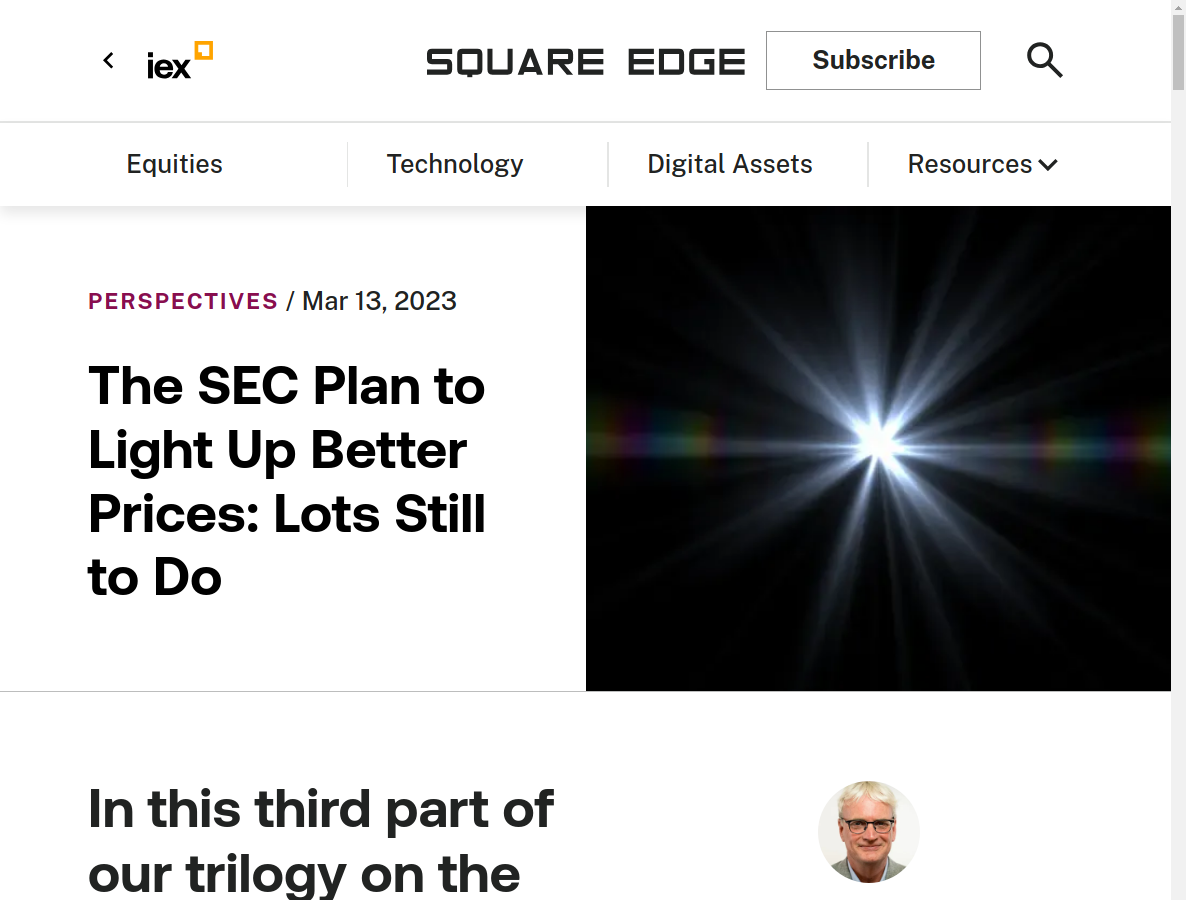 iex
SQUARE EDGE
Subscribe
Equities
Technology
Digital Assets
Resources
PERSPECTIVES / Mar 13, 2023
The SEC Plan to
Light Up Better
Prices: Lots Still
to Do
In this third part of
our trilogy on the